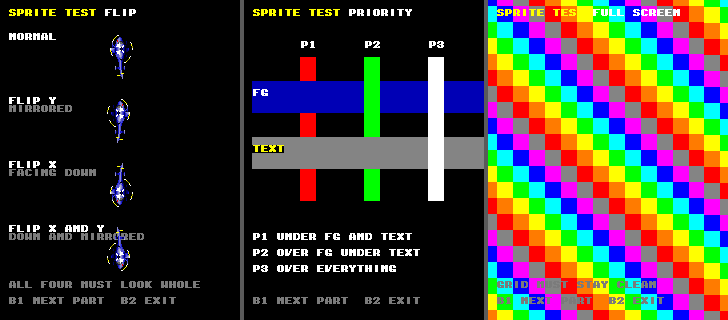 SPRITE TEST FLIP
NORMAL
FLIP Y
MIRRORED
FLIP X
FACING DOWN
FLIP X AND Y
DOWN AND MIRRORED
ALL FOUR MUST LOOK WHOLE
B1 NEXT PART B2 EXIT
SPRITE TEST PRIORITY
P1 P2 P3
FG
TEXT
P1 UNDER FG AND TEXT
P2 OVER FG UNDER TEXT
P3 OVER EVERYTHING
B1 NEXT PART B2 EXIT
SPRITE TEST FULL SCREEN
GRID MUST STAY CLEAN
B1 NEXT PART B2 EXIT